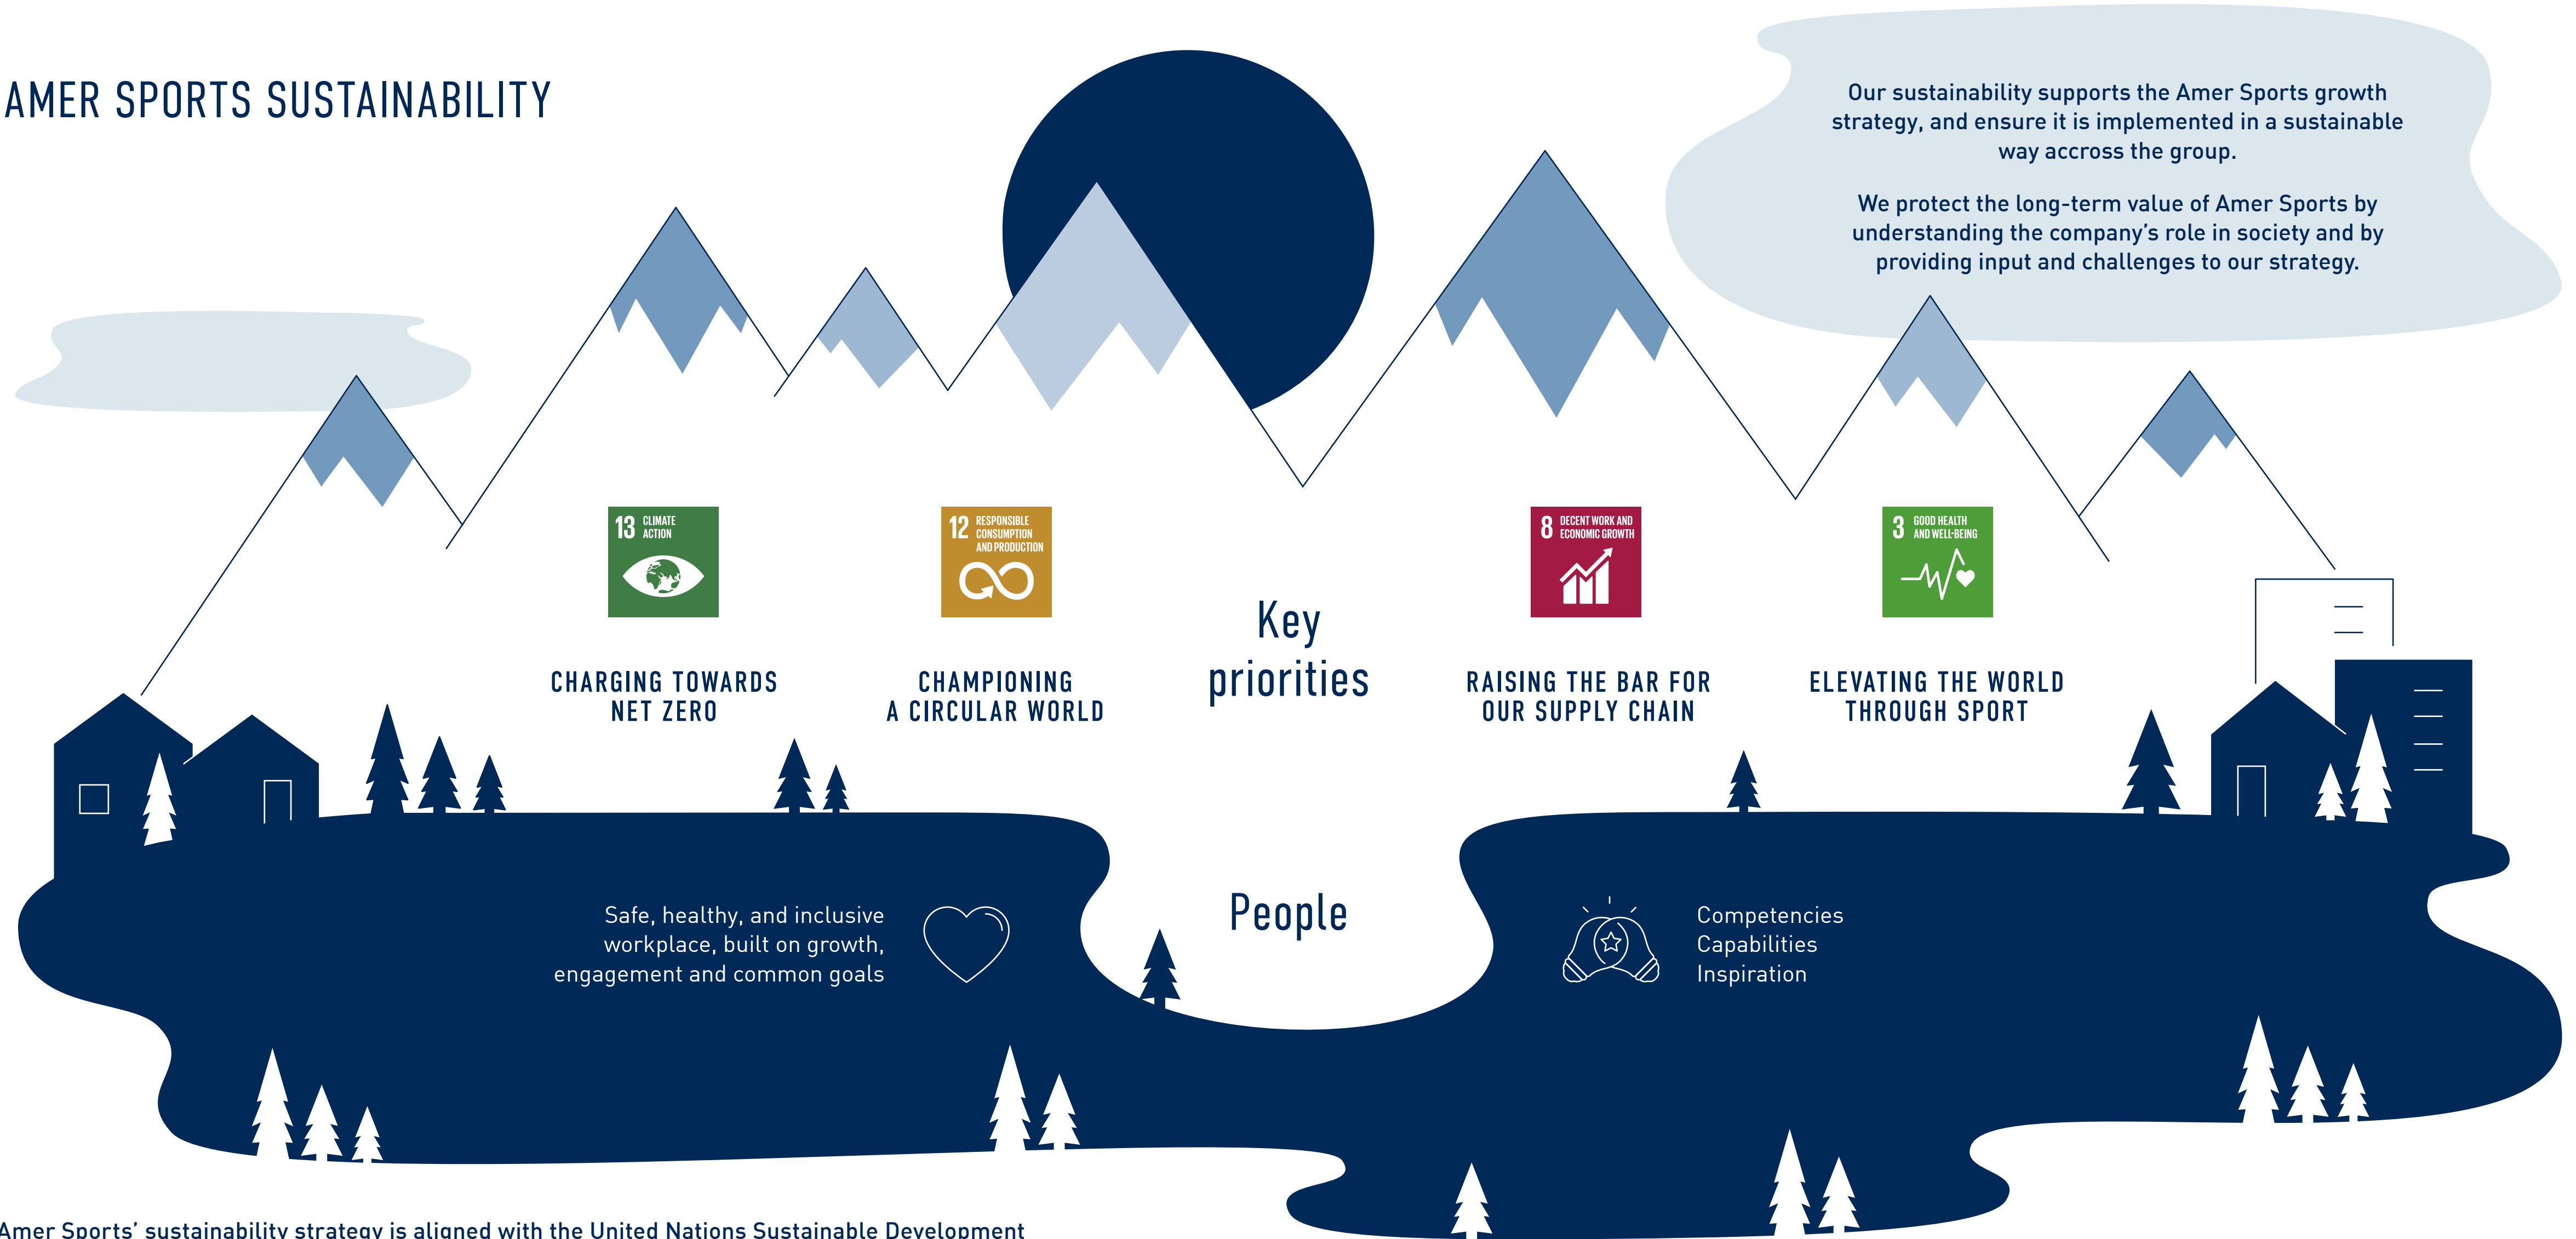 AMER SPORTS SUSTAINABILITY
Our sustainability supports the Amer Sports growth
strategy, and ensure it is implemented in a sustainable
way accross the group.
We protect the long-term value of Amer Sports by
understanding the company's role in society and by
providing input and challenges to our strategy.
13 CLIMATE
ACTION
12 RESPONSIBLE
CONSUMPTION
AND PRODUCTION
8 DECENT WORK AND
ECONOMIC GROWTH
3 GOOD HEALTH
AND WELL-BEING
CHARGING TOWARDS
NET ZERO
CHAMPIONING
A CIRCULAR WORLD
Key
priorities
RAISING THE BAR FOR
OUR SUPPLY CHAIN
ELEVATING THE WORLD
THROUGH SPORT
Safe, healthy, and inclusive
workplace, built on growth,
engagement and common goals
People
Competencies
Capabilities
Inspiration
Amer Sports' sustainability strategy is aligned with the United Nations Sustainable Development